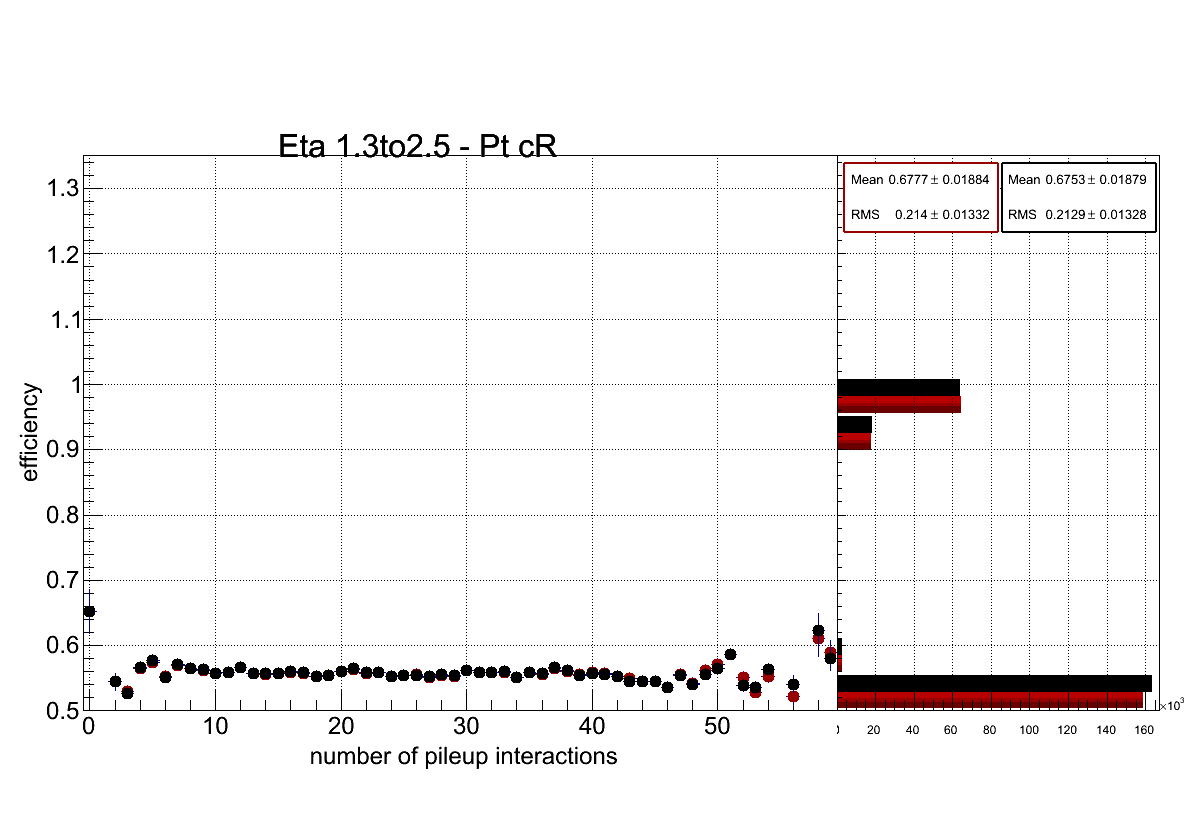 Eta 1.3to2.5 - Pt cR
Mean 0.6777 ± 0.01884
RMS 0.214 ± 0.01332
Mean 0.6753 ± 0.01879
RMS 0.2129 ± 0.01328
efficiency
1.3
1.2
1.1
1
0.9
0.8
0.7
0.6
0.5
0 10 20 30 40 50
number of pileup interactions
20 40 60 80 100 120 140 160
×10³